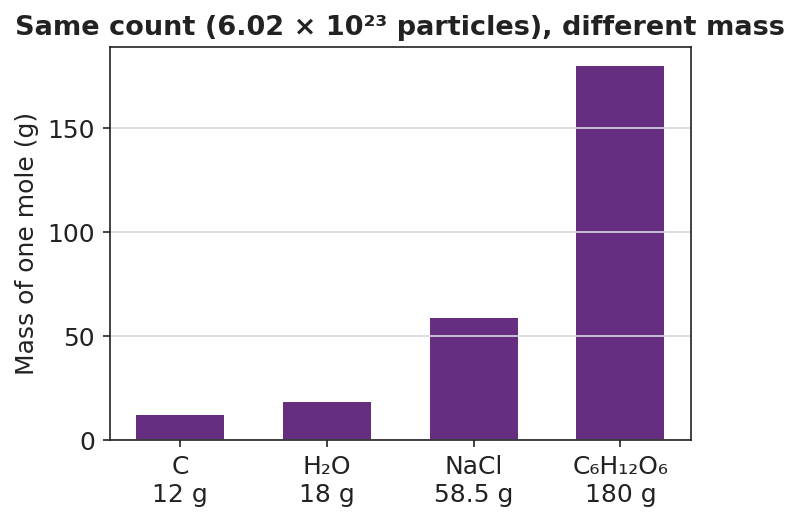 Same count (6.02 × 10²³ particles), different mass
Mass of one mole (g)
150
100
50
0
C
12 g
H₂O
18 g
NaCl
58.5 g
C₆H₁₂O₆
180 g